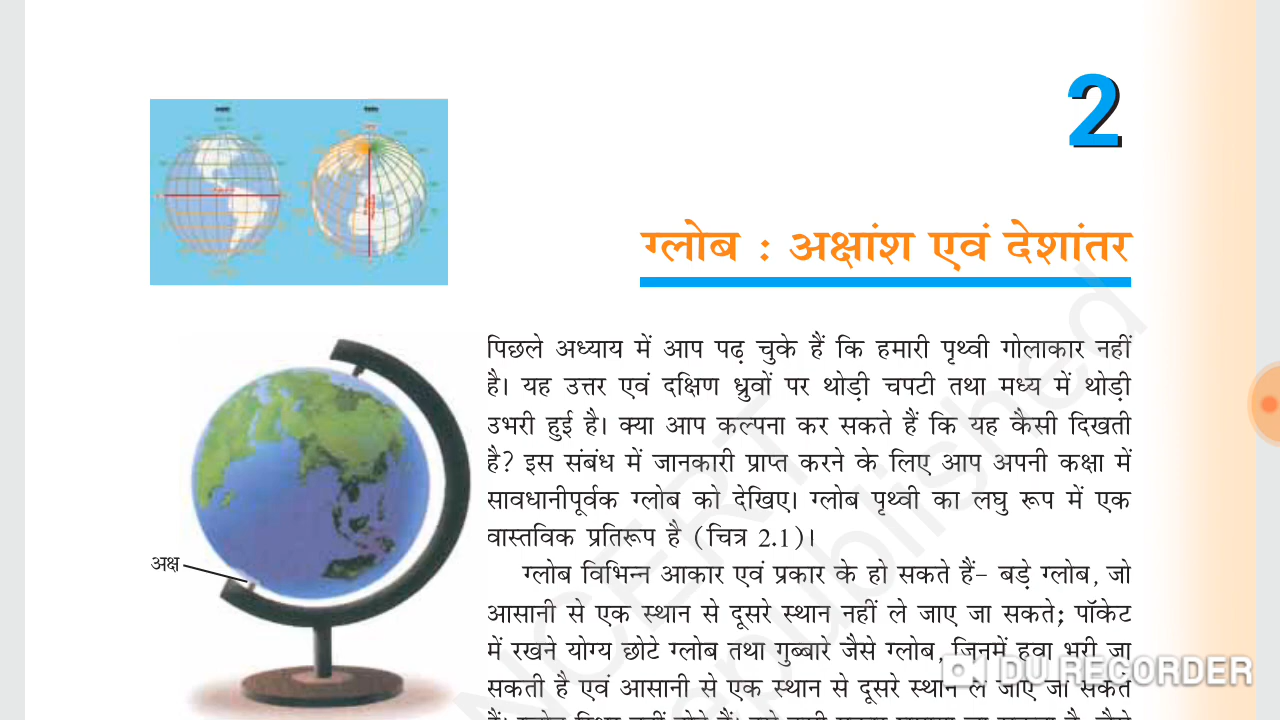 2
ग्लोब : अक्षांश एवं देशांतर
पिछले अध्याय में आप पढ़ चुके हैं कि हमारी पृथ्वी गोलाकार नहीं
है। यह उत्तर एवं दक्षिण ध्रुवों पर थोड़ी चपटी तथा मध्य में थोड़ी
उभरी हुई है। क्या आप कल्पना कर सकते हैं कि यह कैसी दिखती
है? इस संबंध में जानकारी प्राप्त करने के लिए आप अपनी कक्षा में
सावधानीपूर्वक ग्लोब को देखिए। ग्लोब पृथ्वी का लघु रूप में एक
वास्तविक प्रतिरूप है (चित्र 2.1)।
अक्ष
ग्लोब विभिन्न आकार एवं प्रकार के हो सकते हैं– बड़े ग्लोब, जो
आसानी से एक स्थान से दूसरे स्थान नहीं ले जाए जा सकते; पॉकेट
में रखने योग्य छोटे ग्लोब तथा गुब्बारे जैसे ग्लोब, जिनमें हवा भरी जा
सकती है एवं आसानी से एक स्थान से दूसरे स्थान ले जाए जा सकते
NCERT
published
DU RECORDER